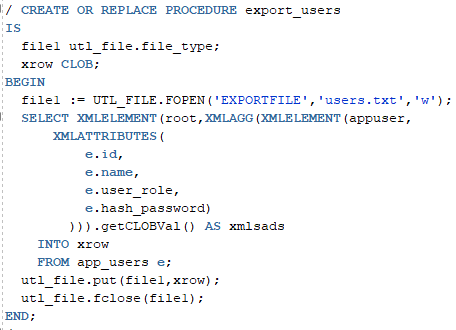 / CREATE OR REPLACE PROCEDURE export_users
IS
file1 utl_file.file_type;
xrow CLOB;
BEGIN
file1 := UTL_FILE.FOPEN('EXPORTFILE','users.txt','w');
SELECT XMLELEMENT(root,XMLAGG(XMLELEMENT(appuser,
XMLATTRIBUTES(
e.id,
e.name,
e.user_role,
e.hash_password)
))).getCLOBVal() AS xmlsads
INTO xrow
FROM app_users e;
utl_file.put(file1,xrow);
utl_file.fclose(file1);
END;